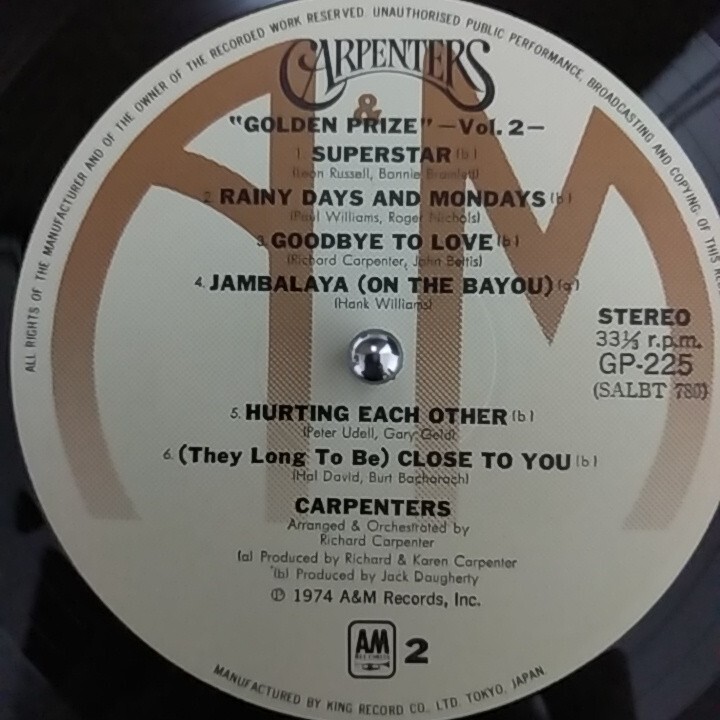 ALL RIGHTS OF THE MANUFACTURER AND OF THE OWNER OF THE RECORDED WORK RESERVED UNAUTHORISED PUBLIC PERFORMANCE, BROADCASTING AND COPYING OF THIS
CARPENTERS
A&M
"GOLDEN PRIZE" —Vol. 2—
1. SUPERSTAR (b)
(Leon Russell, Bonnie Bramlett)
2. RAINY DAYS AND MONDAYS (b)
(Paul Williams, Roger Nichols)
3. GOODBYE TO LOVE (b)
(Richard Carpenter, John Bettis)
4. JAMBALAYA (ON THE BAYOU) (a)
(Hank Williams)
STEREO
33⅓ r.p.m.
GP-225
(SALBT 780)
5. HURTING EACH OTHER (b)
(Peter Udell, Gary Geld)
6. (They Long To Be) CLOSE TO YOU (b)
(Hal David, Burt Bacharach)
CARPENTERS
Arranged & Orchestrated by
Richard Carpenter
(a) Produced by Richard & Karen Carpenter
(b) Produced by Jack Daugherty
℗ 1974 A&M Records, Inc.
AM
RECORDS
2
MANUFACTURED BY KING RECORD CO., LTD. TOKYO, JAPAN